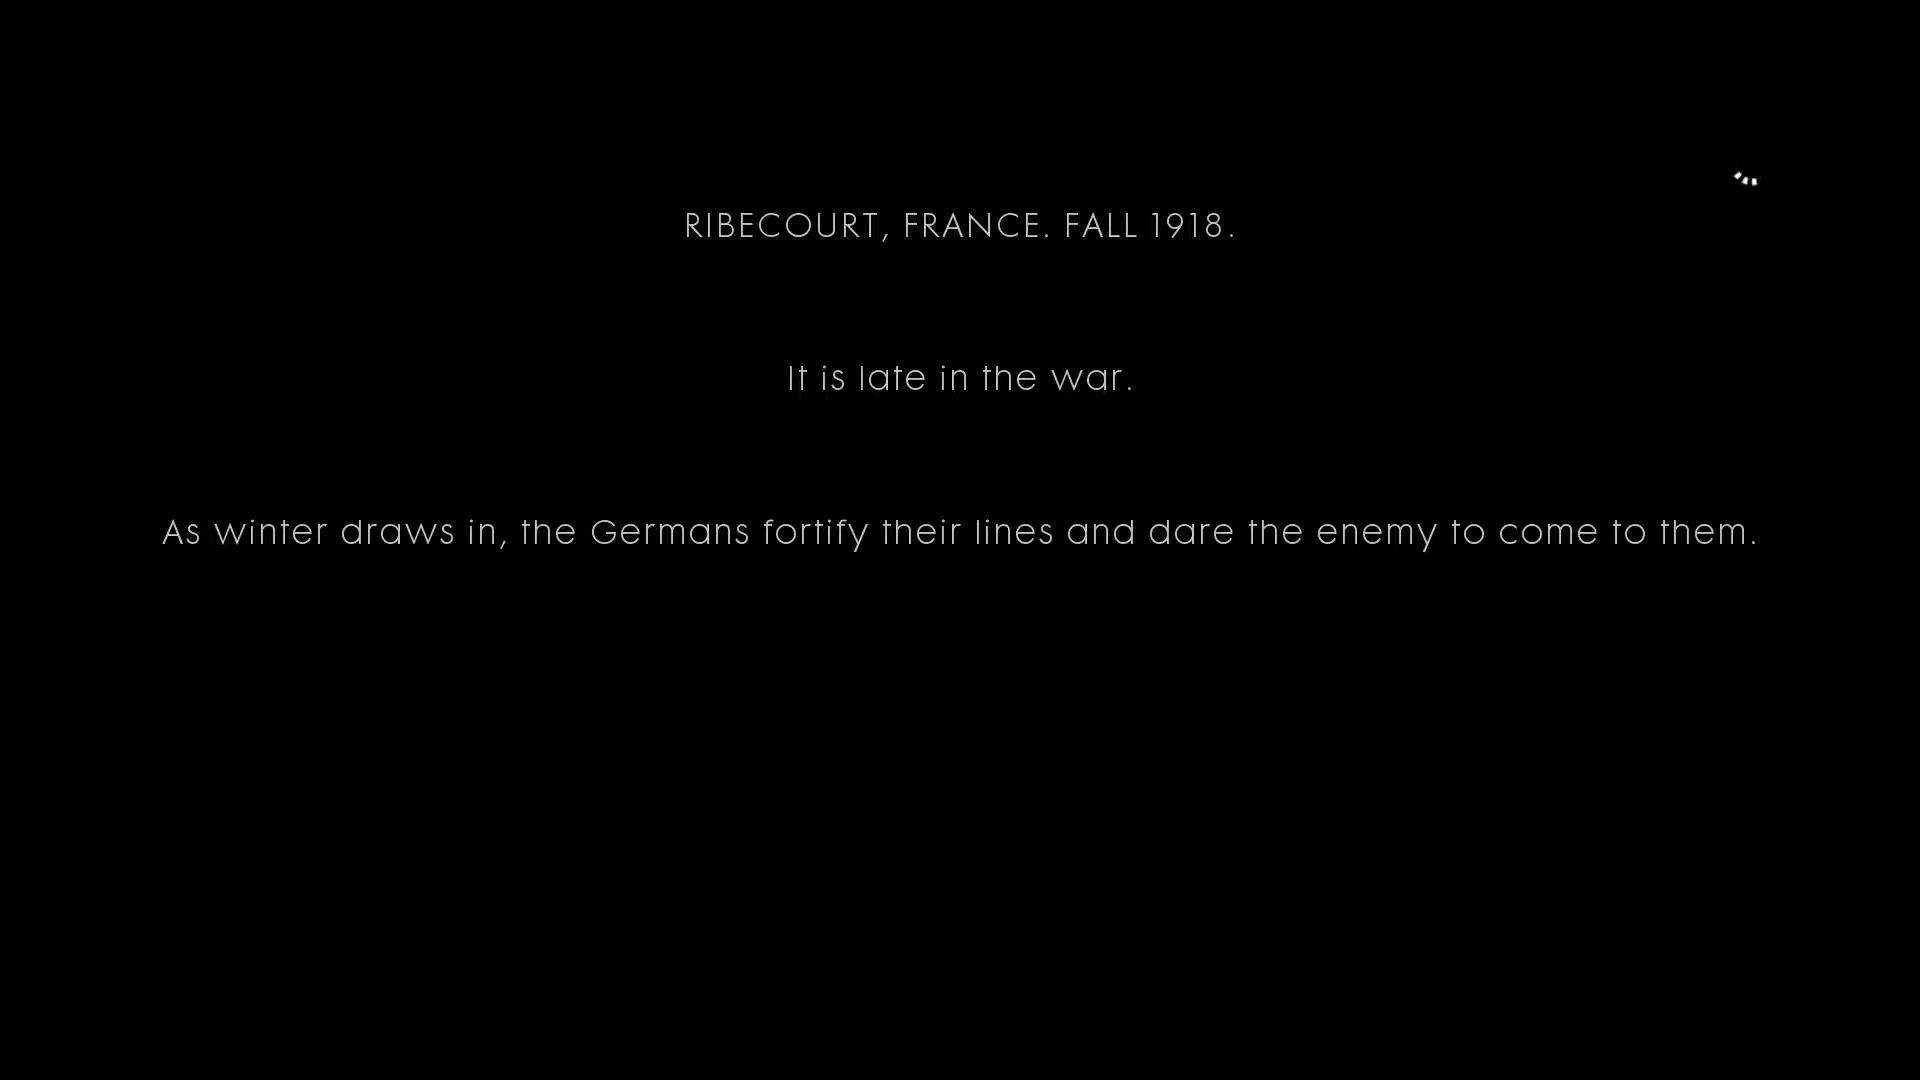 RIBECOURT, FRANCE. FALL 1918.
It is late in the war.
As winter draws in, the Germans fortify their lines and dare the enemy to come to them.